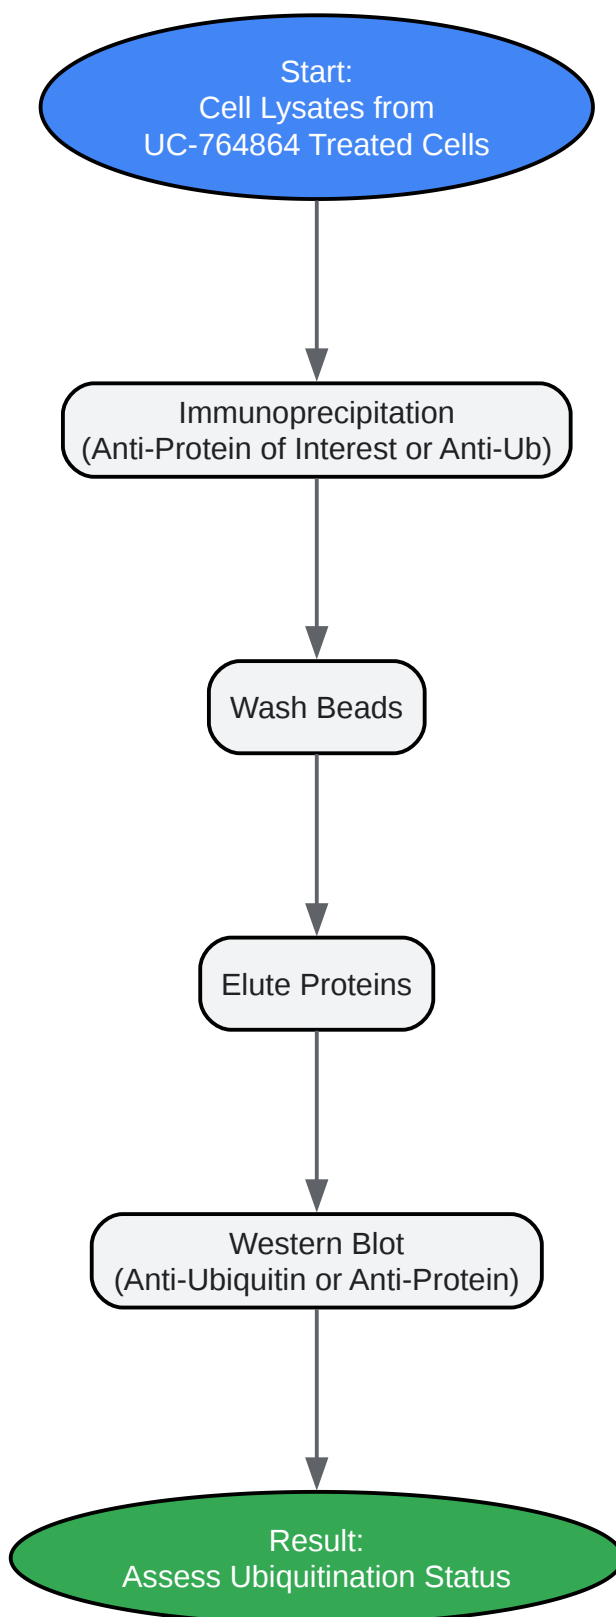 Start:
Cell Lysates from
UC-764864 Treated Cells
Immunoprecipitation
(Anti-Protein of Interest or Anti-Ub)
Wash Beads
Elute Proteins
Western Blot
(Anti-Ubiquitin or Anti-Protein)
Result:
Assess Ubiquitination Status